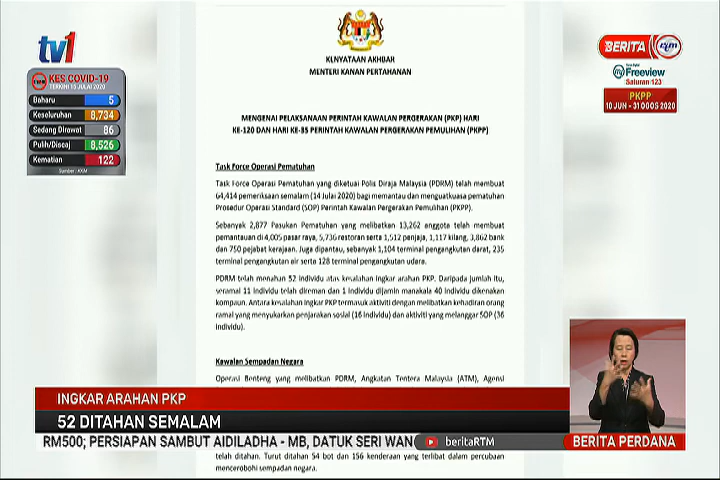 tv1
KES COVID-19
TERKINI 15 JULAI 2020
Baharu 5
Keseluruhan 8,734
Sedang Dirawat 86
Pulih/Discaj 8,526
Kematian 122
Sumber : KKM
BERITA rtm
myFreeview
Saluran 123
PKPP
10 JUN - 31 OGOS 2020
KENYATAAN AKHBAR
MENTERI KANAN PERTAHANAN
MENGENAI PELAKSANAAN PERINTAH KAWALAN PERGERAKAN (PKP) HARI
KE-120 DAN HARI KE-35 PERINTAH KAWALAN PERGERAKAN PEMULIHAN (PKPP)
Task Force Operasi Pematuhan
Task Force Operasi Pematuhan yang diketuai Polis Diraja Malaysia (PDRM) telah membuat
64,414 pemeriksaan semalam (14 Julai 2020) bagi memantau dan menguatkuasa pematuhan
Prosedur Operasi Standard (SOP) Perintah Kawalan Pergerakan Pemulihan (PKPP).
Sebanyak 2,877 Pasukan Pematuhan yang melibatkan 13,262 anggota telah membuat
pemantauan di 4,005 pasar raya, 5,736 restoran serta 1,512 penjaja, 1,117 kilang, 3,862 bank
dan 750 pejabat kerajaan. Juga dipantau, sebanyak 1,104 terminal pengangkutan darat, 235
terminal pengangkutan air serta 128 terminal pengangkutan udara.
PDRM telah menahan 52 individu atas kesalahan ingkar arahan PKP. Daripada jumlah itu,
seramai 11 individu telah direman dan 1 individu dijamin manakala 40 individu dikenakan
kompaun. Antara kesalahan ingkar PKP termasuk aktiviti dengan melibatkan kehadiran orang
ramai yang menyukarkan penjarakan sosial (16 individu) dan aktiviti yang melanggar SOP (36
individu).
Kawalan Sempadan Negara
Operasi Benteng yang melibatkan PDRM, Angkatan Tentera Malaysia (ATM), Agensi
INGKAR ARAHAN PKP
52 DITAHAN SEMALAM
RM500; PERSIAPAN SAMBUT AIDILADHA - MB, DATUK SERI WAN
beritaRTM
BERITA PERDANA
telah ditahan. Turut ditahan 54 bot dan 156 kenderaan yang terlibat dalam percubaan
mencerobohi sempadan negara.